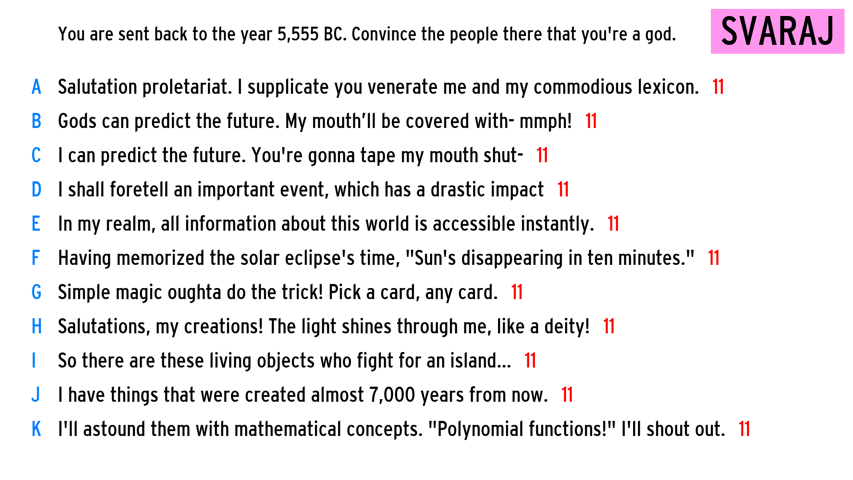 You are sent back to the year 5,555 BC. Convince the people there that you're a god.
SVARAJ
A Salutation proletariat. I supplicate you venerate me and my commodious lexicon. 11
B Gods can predict the future. My mouth’ll be covered with- mmph! 11
C I can predict the future. You're gonna tape my mouth shut- 11
D I shall foretell an important event, which has a drastic impact 11
E In my realm, all information about this world is accessible instantly. 11
F Having memorized the solar eclipse's time, "Sun's disappearing in ten minutes." 11
G Simple magic oughta do the trick! Pick a card, any card. 11
H Salutations, my creations! The light shines through me, like a deity! 11
I So there are these living objects who fight for an island... 11
J I have things that were created almost 7,000 years from now. 11
K I'll astound them with mathematical concepts. "Polynomial functions!" I'll shout out. 11